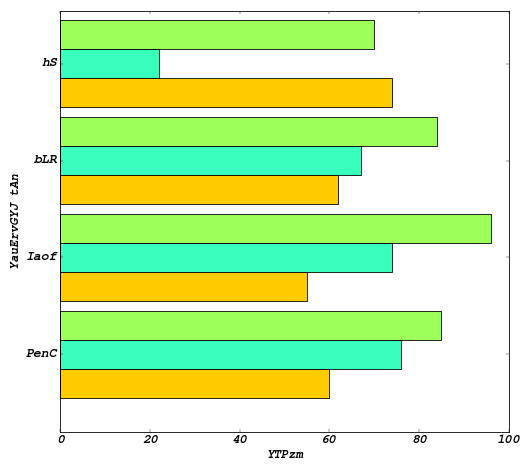 hS
bLR
Iaof
PenC
YauErvGYJ tAn
0 20 40 60 80 100
YTPzm